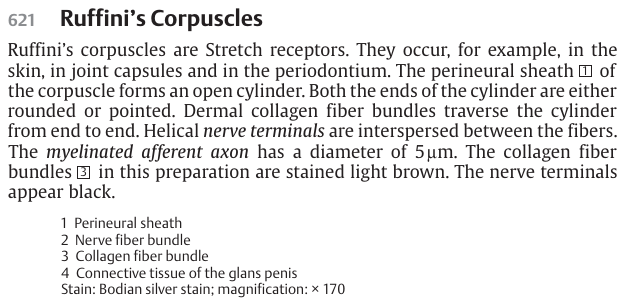 621 Ruffini's Corpuscles
Ruffini's corpuscles are Stretch receptors. They occur, for example, in the
skin, in joint capsules and in the periodontium. The perineural sheath 1 of
the corpuscle forms an open cylinder. Both the ends of the cylinder are either
rounded or pointed. Dermal collagen fiber bundles traverse the cylinder
from end to end. Helical nerve terminals are interspersed between the fibers.
The myelinated afferent axon has a diameter of 5 μm. The collagen fiber
bundles 3 in this preparation are stained light brown. The nerve terminals
appear black.
1 Perineural sheath
2 Nerve fiber bundle
3 Collagen fiber bundle
4 Connective tissue of the glans penis
Stain: Bodian silver stain; magnification: × 170